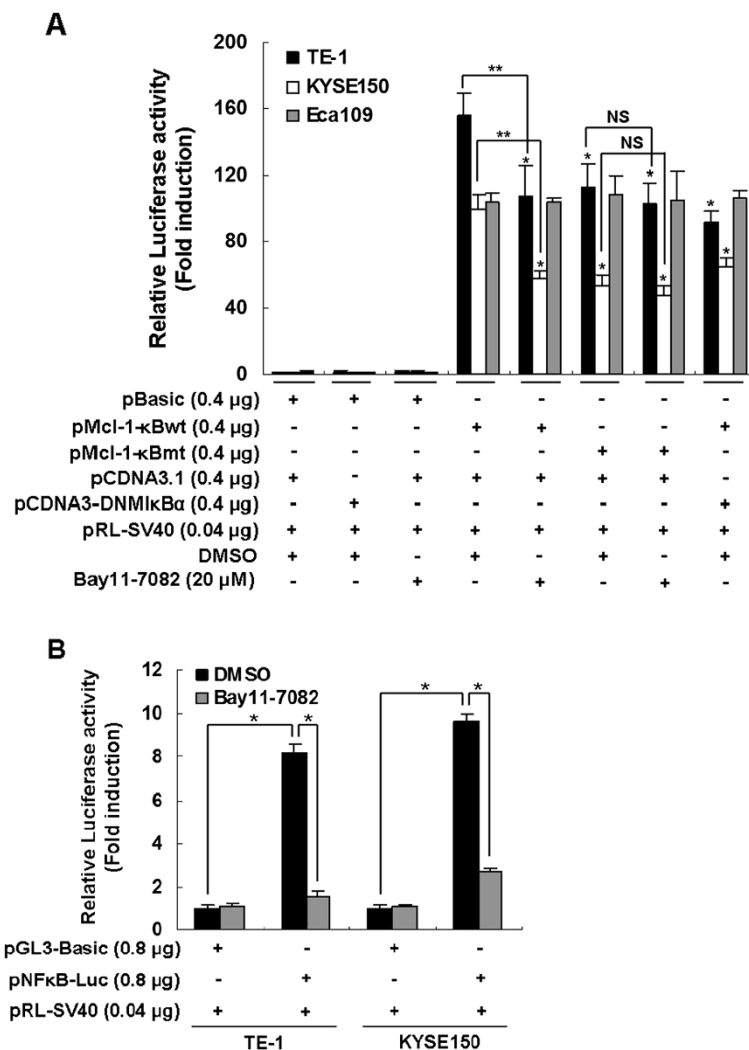 A
Relative Luciferase activity
(Fold induction)
200
160
120
80
40
0
TE-1
KYSE150
Eca109
** ** * * * * * * * *
NS
NS
pBasic (0.4 μg) + + + - - - - -
pMcl-1-κBwt (0.4 μg) - - - + + - - +
pMcl-1-κBmt (0.4 μg) - - - - - + + -
pCDNA3.1 (0.4 μg) + - + + + + + -
pCDNA3-DNMIκBα (0.4 μg) - + - - - - - +
pRL-SV40 (0.04 μg) + + + + + + + +
DMSO + + - + - + - +
Bay11-7082 (20 μM) - - + - + - + -
B
Relative Luciferase activity
(Fold induction)
12
10
8
6
4
2
0
DMSO
Bay11-7082
* * * *
pGL3-Basic (0.8 μg) + - + -
pNFκB-Luc (0.8 μg) - + - +
pRL-SV40 (0.04 μg) + + + +
TE-1 KYSE150